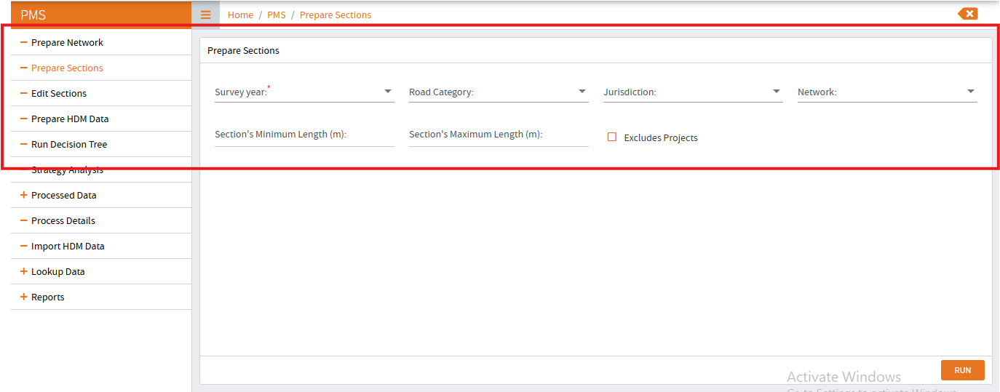 PMS
Home / PMS / Prepare Sections
Prepare Network
Prepare Sections
Edit Sections
Prepare HDM Data
Run Decision Tree
Strategy Analysis
Processed Data
Process Details
Import HDM Data
Lookup Data
Reports
Prepare Sections
Survey year:* Road Category: Jurisdiction: Network:
Section's Minimum Length (m): Section's Maximum Length (m): Excludes Projects
RUN
Activate Windows
Go to Settings to activate Windows.